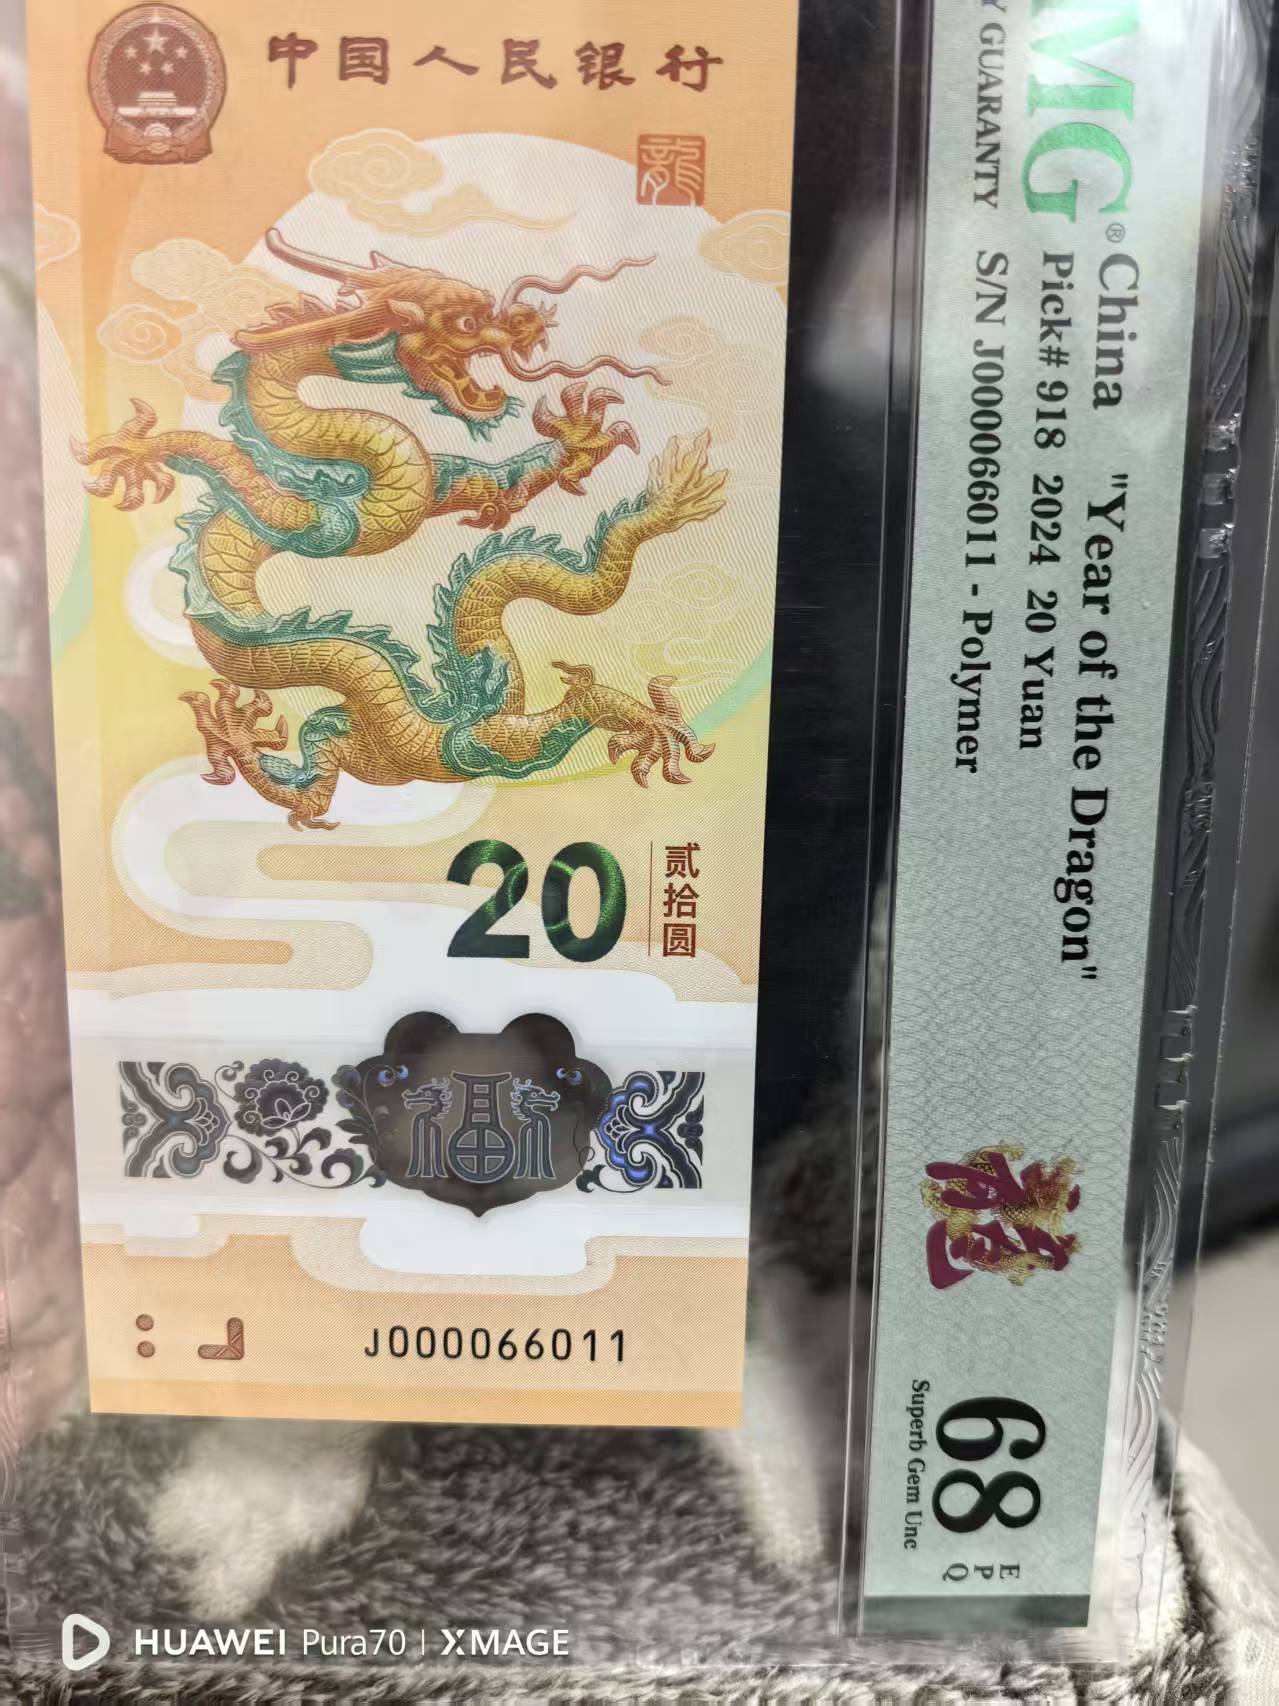 中国人民银行
龍
20
贰拾圆
福
J000066011
MG®
Y GUARANTY
China "Year of the Dragon"
Pick# 918 2024 20 Yuan
S/N J000066011 - Polymer
龍
68
EPQ
Superb Gem Unc
HUAWEI Pura70 | XMAGE